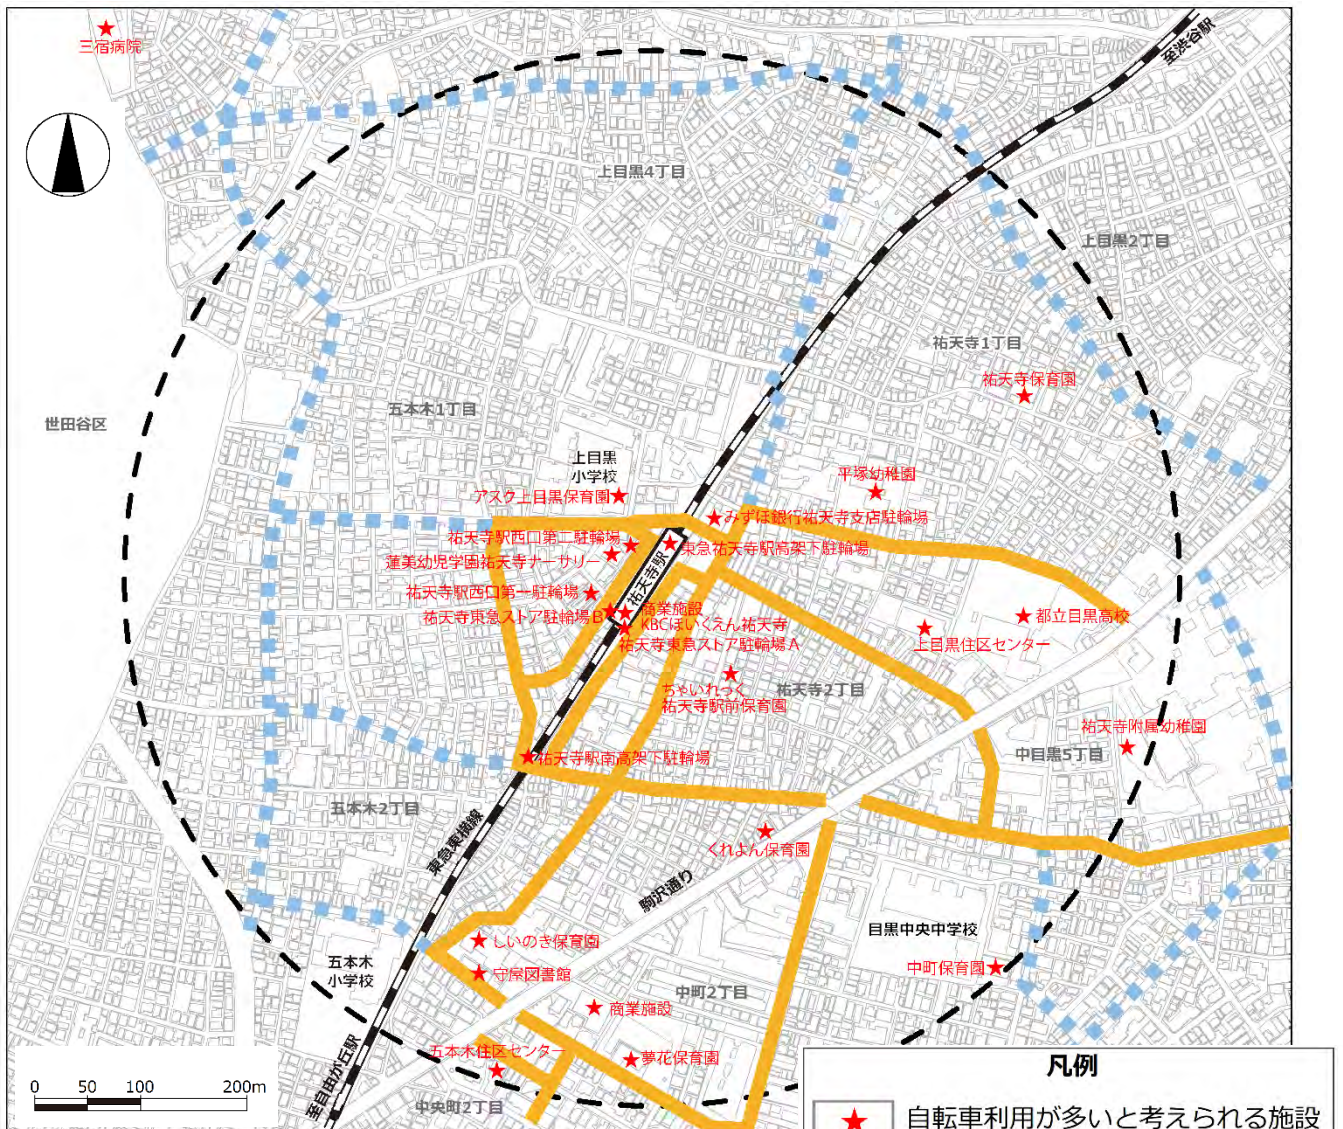 三宿病院
至渋谷駅
上目黒4丁目
上目黒2丁目
祐天寺1丁目
祐天寺保育園
世田谷区
五本木1丁目
上目黒
小学校
平塚幼稚園
アスク上目黒保育園
みずほ銀行祐天寺支店駐輪場
祐天寺駅西口第二駐輪場
東急祐天寺駅高架下駐輪場
蓮美幼児学園祐天寺ナーサリー
祐天寺駅
祐天寺駅西口第一駐輪場
商業施設
祐天寺東急ストア駐輪場B
KBCほいくえん祐天寺
都立目黒高校
祐天寺東急ストア駐輪場A
上目黒住区センター
ちゃいれっく
祐天寺駅前保育園
祐天寺2丁目
祐天寺附属幼稚園
中目黒5丁目
祐天寺駅南高架下駐輪場
五本木2丁目
東急東横線
くれよん保育園
駒沢通り
目黒中央中学校
しいのき保育園
五本木
小学校
守屋図書館
中町保育園
中町2丁目
商業施設
五本木住区センター
夢花保育園
至自由が丘駅
中央町2丁目
0 50 100 200m
凡例
自転車利用が多いと考えられる施設